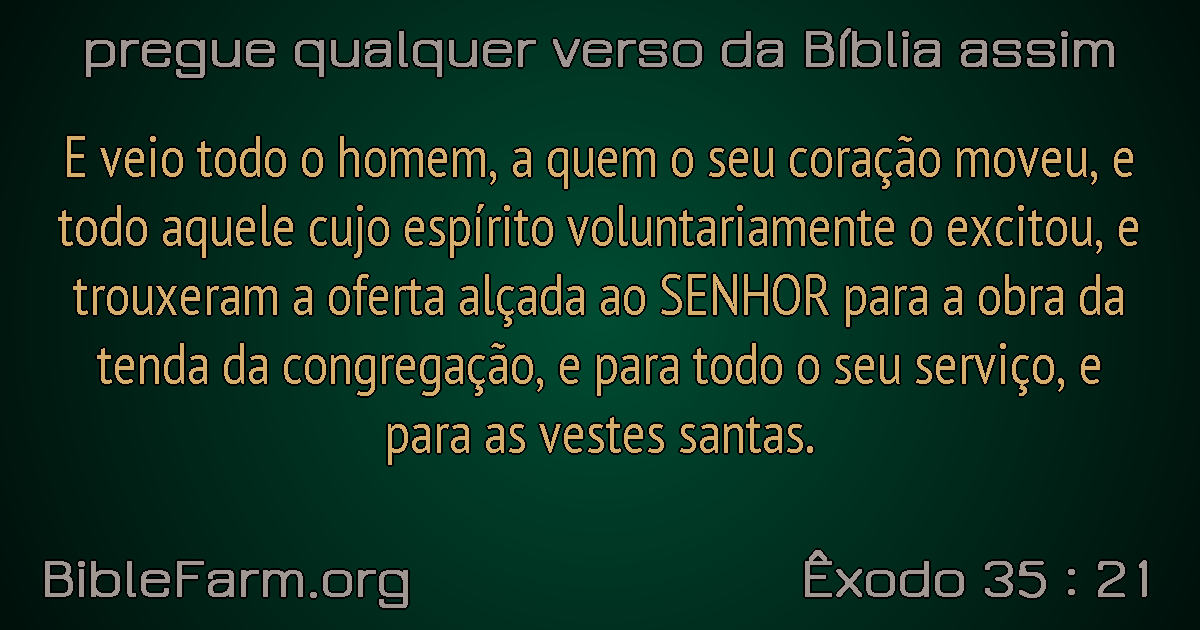 pregue qualquer verso da Bíblia assim
E veio todo o homem, a quem o seu coração moveu, e
todo aquele cujo espírito voluntariamente o excitou, e
trouxeram a oferta alçada ao SENHOR para a obra da
tenda da congregação, e para todo o seu serviço, e
para as vestes santas.
BibleFarm.org
Êxodo 35 : 21